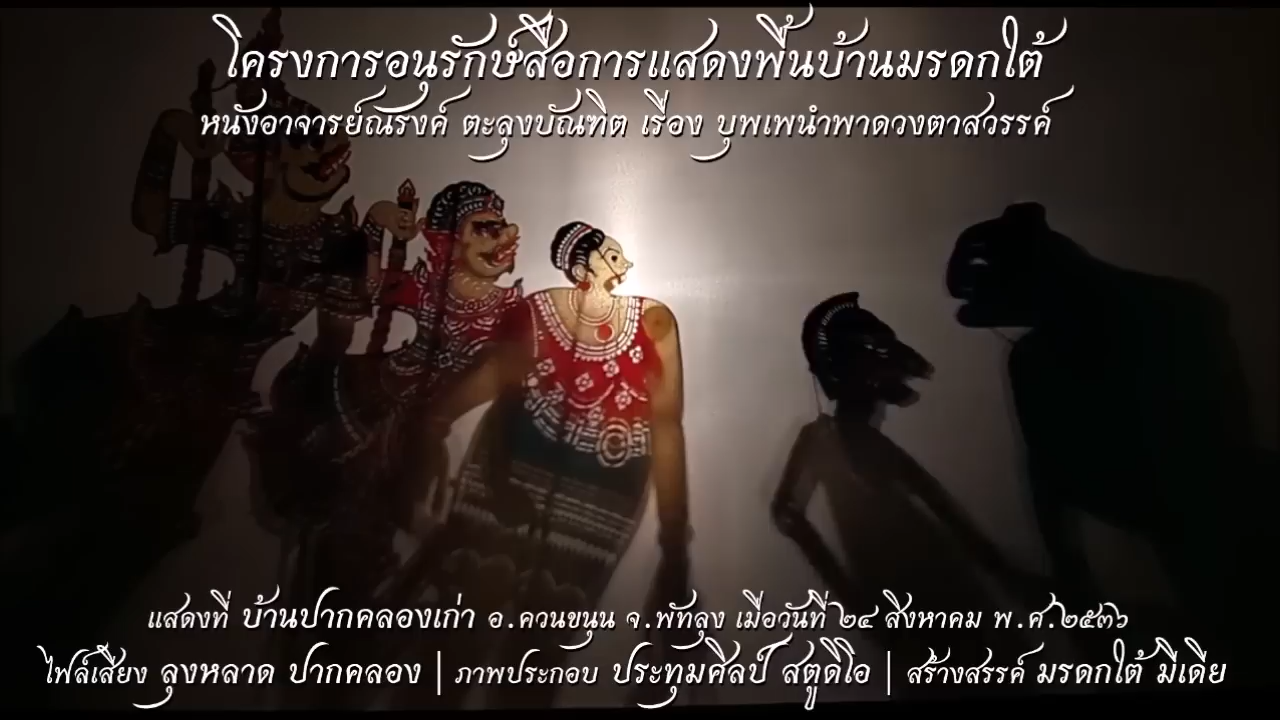 โครงการอนุรักษ์สื่อการแสดงพื้นบ้านมรดกใต้
หนังอาจารย์ณรงค์ ตะลุงบัณฑิต เรื่อง บุพเพนำพาดวงตาสวรรค์
แสดงที่ บ้านปากคลองเก่า อ.ควนขนุน จ.พัทลุง เมื่อวันที่ ๒๔ สิงหาคม พ.ศ.๒๕๓๖
ไฟล์เสียง ลุงหลาด ปากคลอง | ภาพประกอบ ประทุมศิลป์ สตูดิโอ | สร้างสรรค์ มรดกใต้ มีเดีย